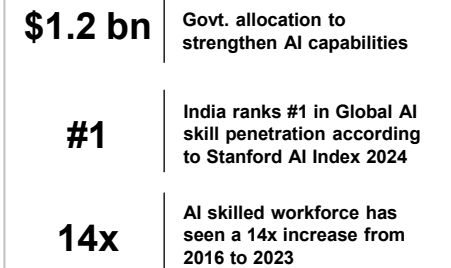 $1.2 bn
Govt. allocation to
strengthen AI capabilities
#1
India ranks #1 in Global AI
skill penetration according
to Stanford AI Index 2024
14x
AI skilled workforce has
seen a 14x increase from
2016 to 2023